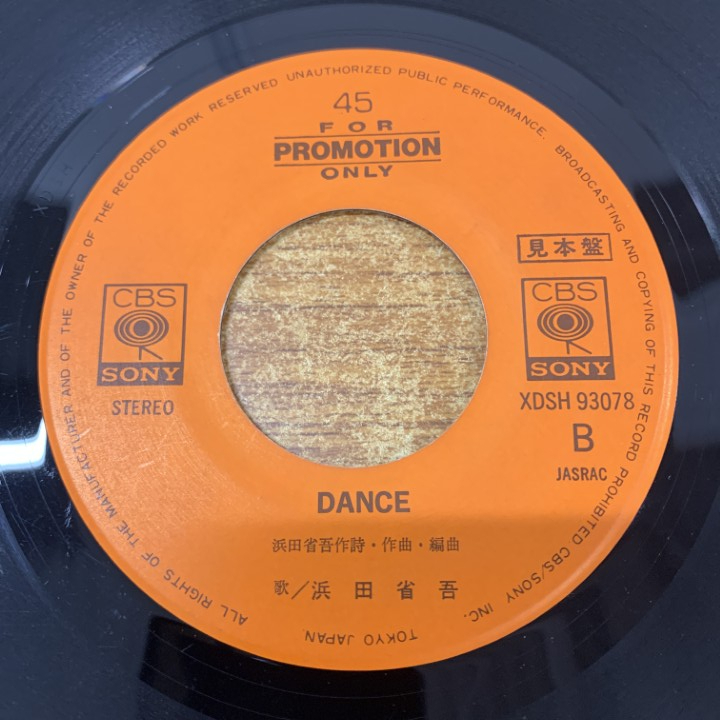 ALL RIGHTS OF THE MANUFACTURER AND OF THE OWNER OF THE RECORDED WORK RESERVED UNAUTHORIZED PUBLIC PERFORMANCE. BROADCASTING AND COPYING OF THIS RECORD PROHIBITED CBS/SONY INC.
TOKYO JAPAN
45
FOR
PROMOTION
ONLY
見本盤
CBS
SONY
STEREO
CBS
SONY
XDSH 93078
B
JASRAC
DANCE
浜田省吾作詩・作曲・編曲
歌/浜田省吾